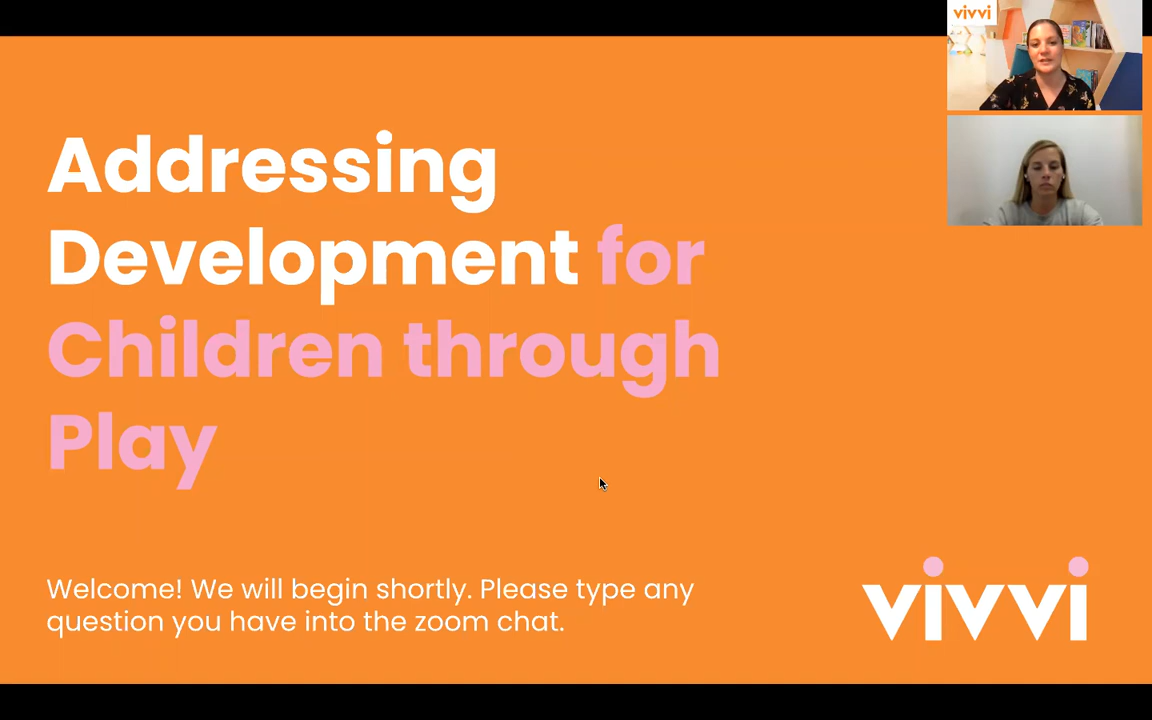 vivvi
Addressing
Development for
Children through
Play
Welcome! We will begin shortly. Please type any
question you have into the zoom chat.
vivvi